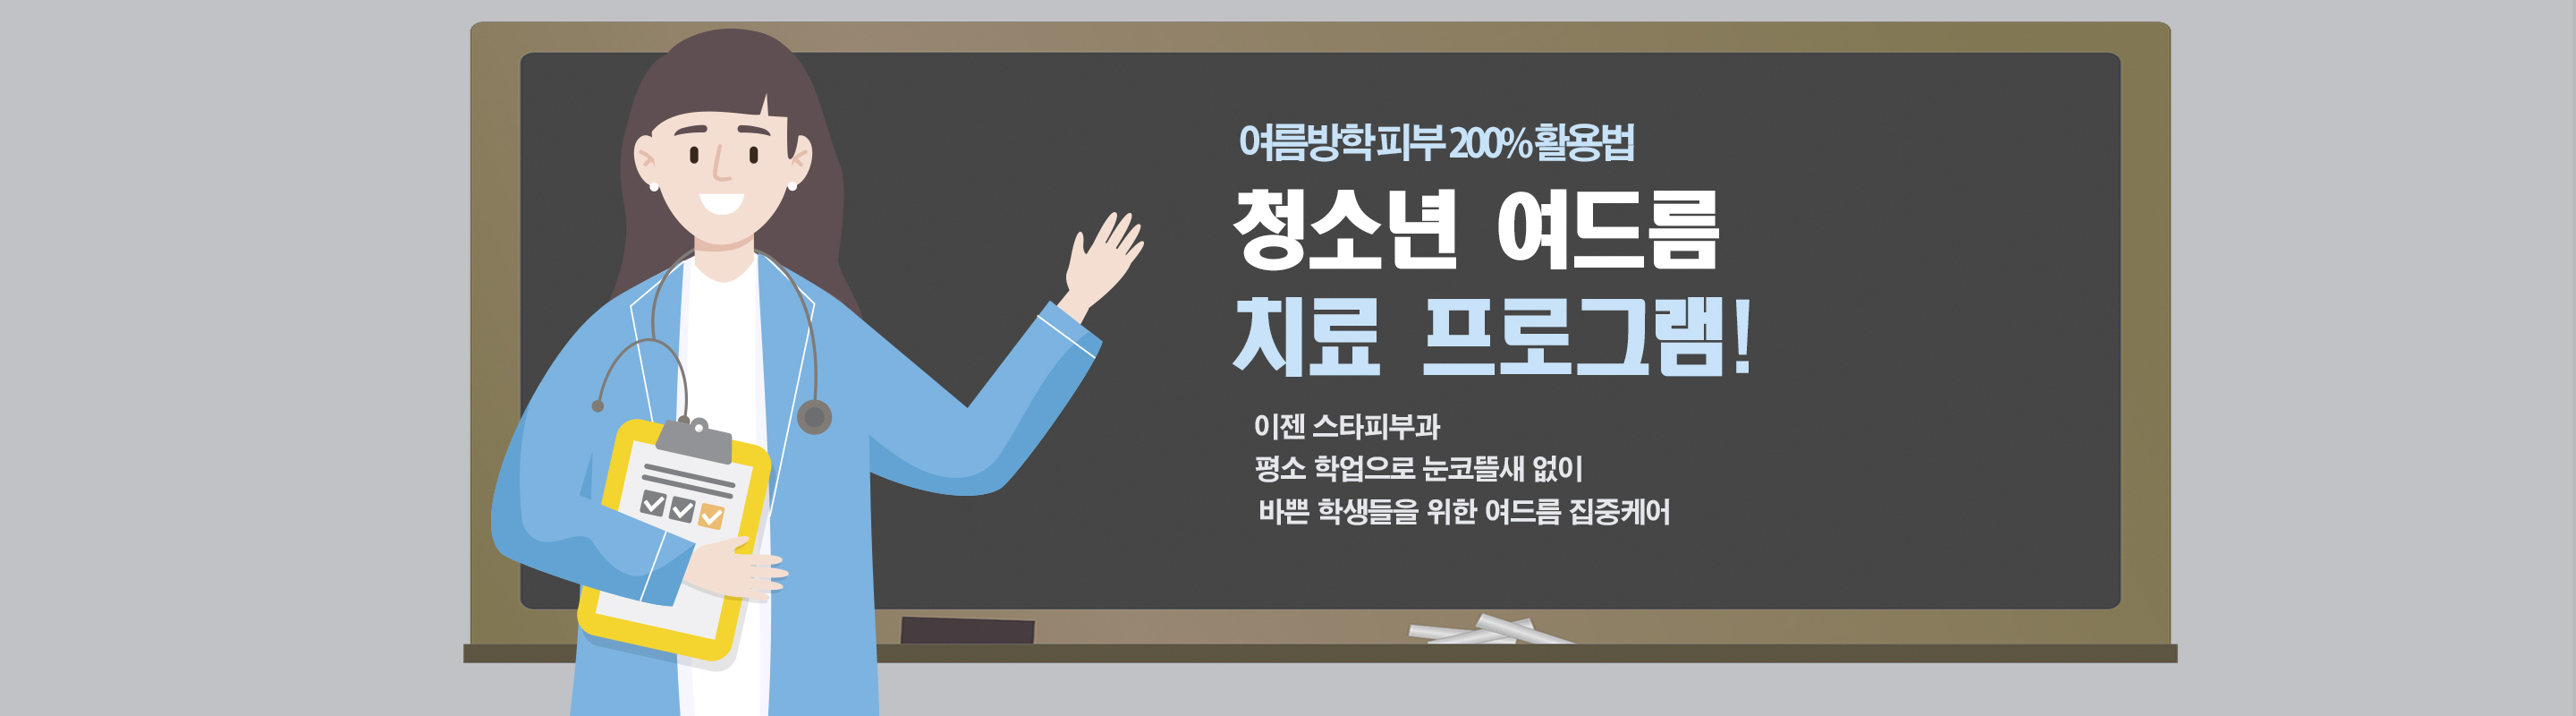 여름방학 피부 200% 활용법
청소년 여드름
치료 프로그램!
이젠 스타피부과
평소 학업으로 눈코뜰새 없이
바쁜 학생들을 위한 여드름 집중케어